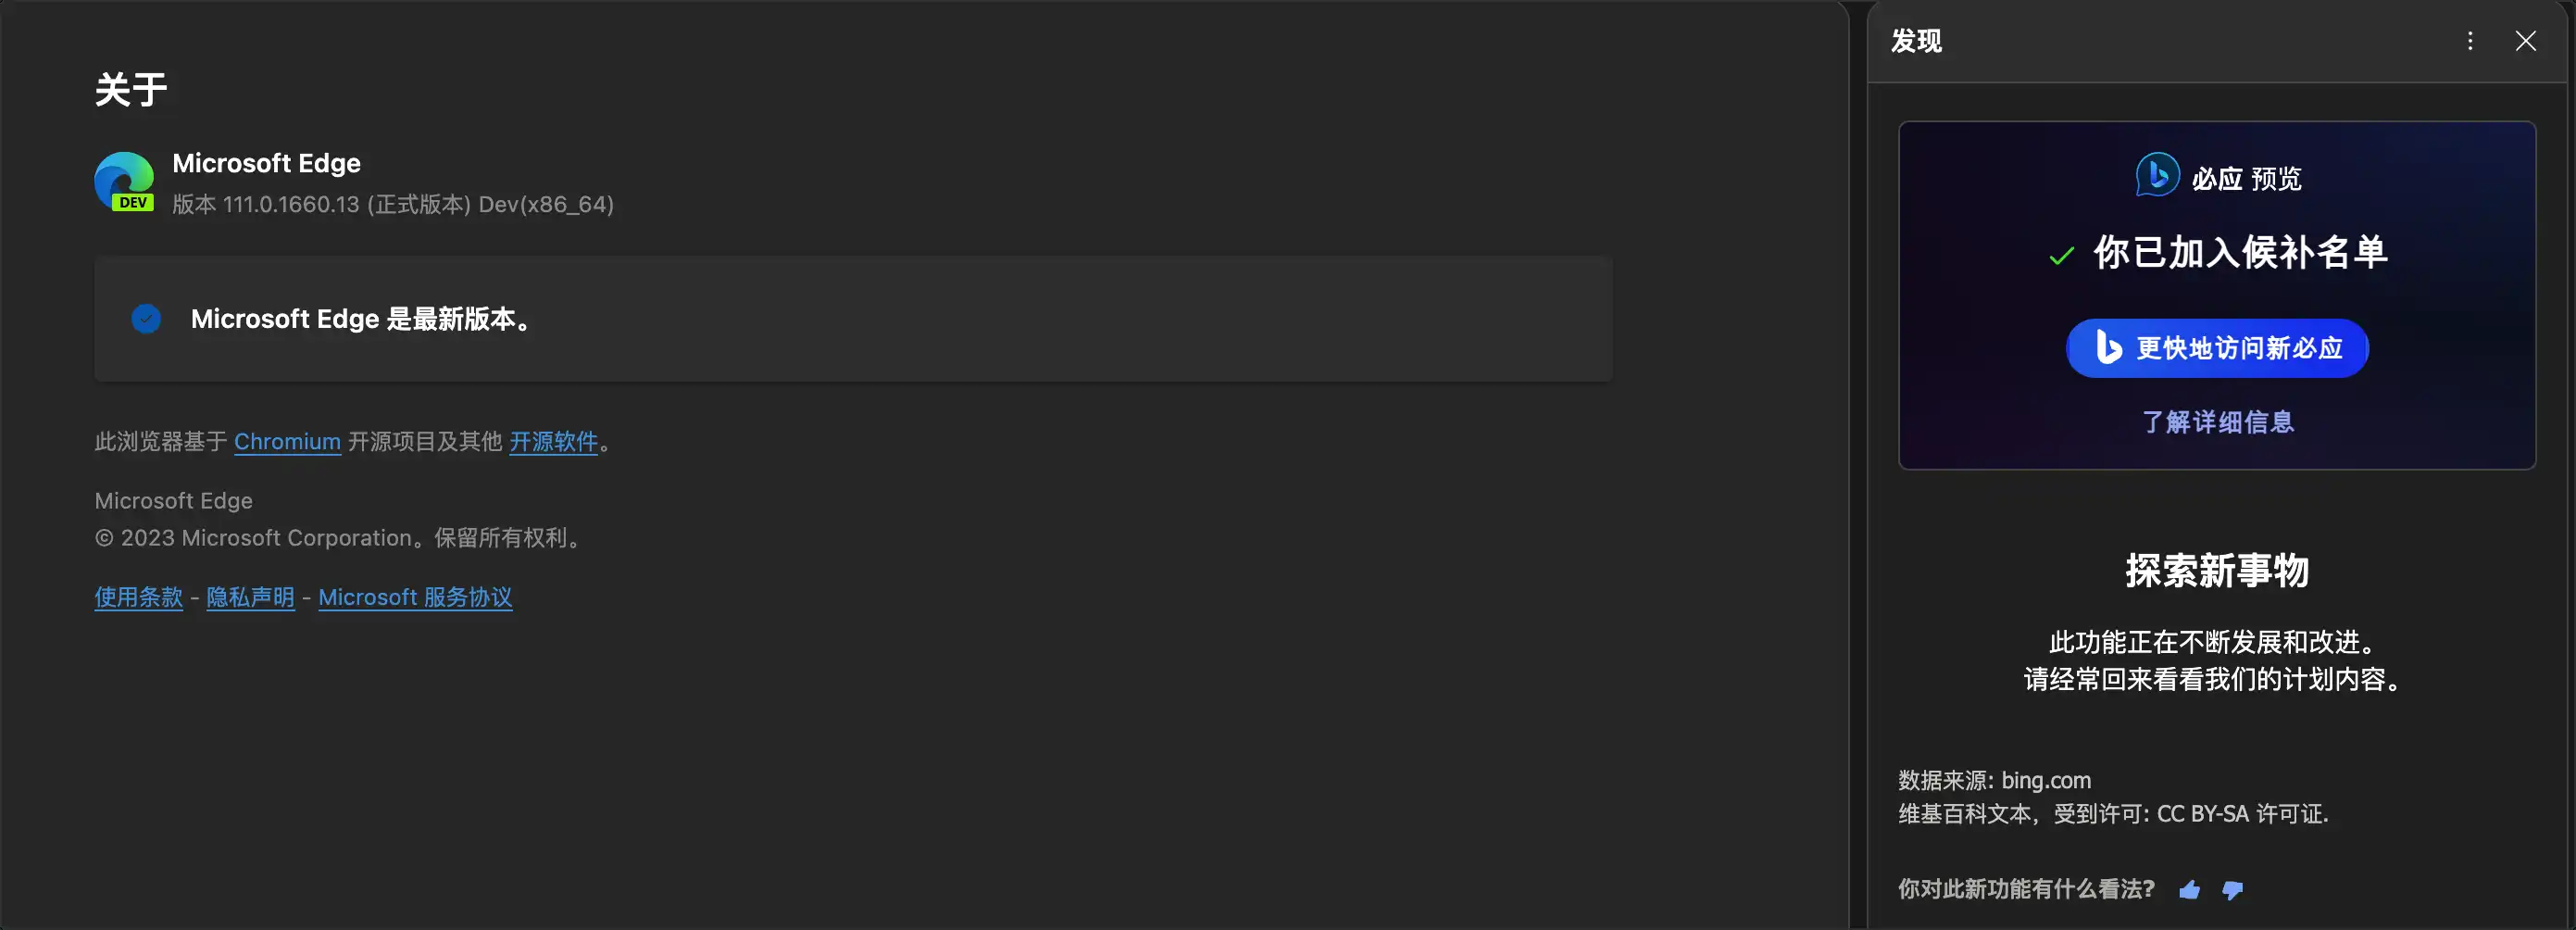 关于
Microsoft Edge
DEV
版本 111.0.1660.13 (正式版本) Dev(x86_64)
Microsoft Edge 是最新版本。
此浏览器基于 Chromium 开源项目及其他 开源软件。
Microsoft Edge
© 2023 Microsoft Corporation。保留所有权利。
使用条款 - 隐私声明 - Microsoft 服务协议
发现
必应 预览
你已加入候补名单
更快地访问新必应
了解详细信息
探索新事物
此功能正在不断发展和改进。
请经常回来看看我们的计划内容。
数据来源: bing.com
维基百科文本，受到许可: CC BY-SA 许可证.
你对此新功能有什么看法?